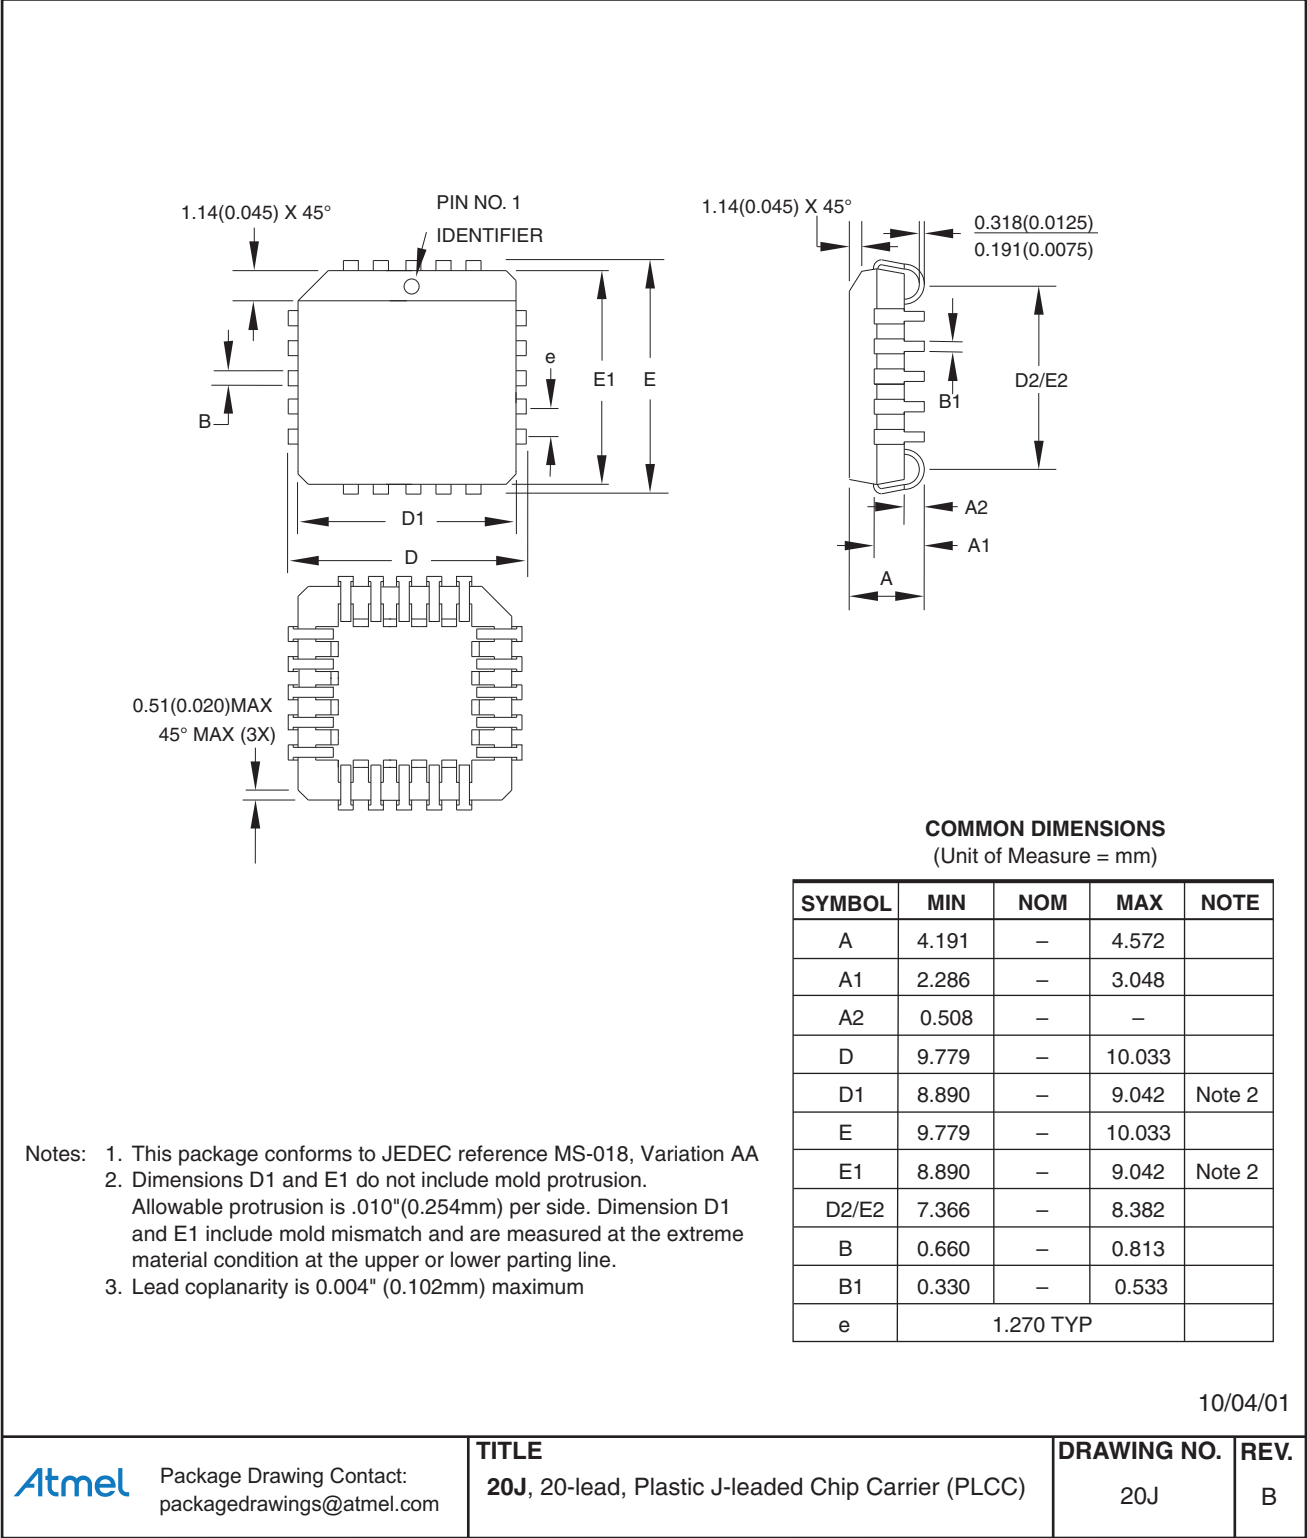 1.14(0.045) X 45°
PIN NO. 1
IDENTIFIER
1.14(0.045) X 45°
0.318(0.0125)
0.191(0.0075)
e
E1
E
B
B1
D2/E2
D1
D
A2
A1
A
0.51(0.020)MAX
45° MAX (3X)
COMMON DIMENSIONS
(Unit of Measure = mm)
SYMBOL MIN NOM MAX NOTE
A 4.191 – 4.572
A1 2.286 – 3.048
A2 0.508 – –
D 9.779 – 10.033
D1 8.890 – 9.042 Note 2
E 9.779 – 10.033
E1 8.890 – 9.042 Note 2
D2/E2 7.366 – 8.382
B 0.660 – 0.813
B1 0.330 – 0.533
e 1.270 TYP
Notes: 1. This package conforms to JEDEC reference MS-018, Variation AA
2. Dimensions D1 and E1 do not include mold protrusion.
Allowable protrusion is .010"(0.254mm) per side. Dimension D1
and E1 include mold mismatch and are measured at the extreme
material condition at the upper or lower parting line.
3. Lead coplanarity is 0.004" (0.102mm) maximum
10/04/01
Atmel
Package Drawing Contact:
packagedrawings@atmel.com
TITLE
20J, 20-lead, Plastic J-leaded Chip Carrier (PLCC)
DRAWING NO.
20J
REV.
B